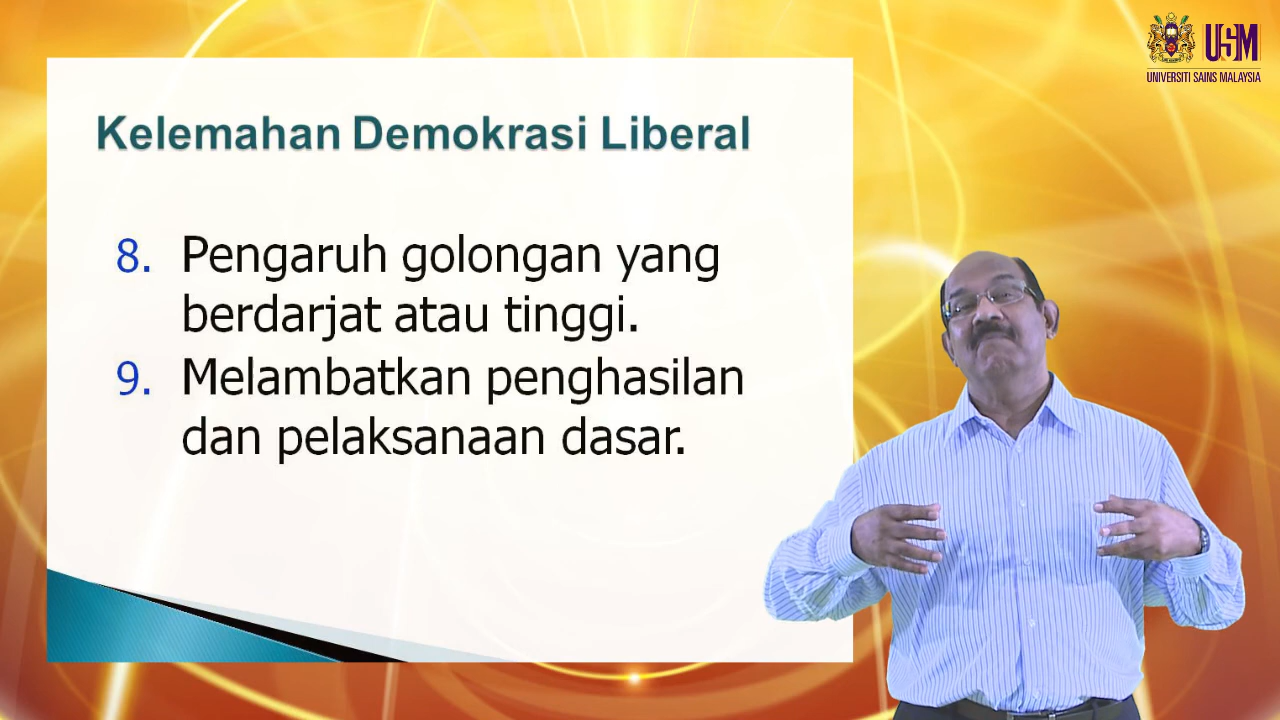 USM
UNIVERSITI SAINS MALAYSIA
Kelemahan Demokrasi Liberal
8. Pengaruh golongan yang
berdarjat atau tinggi.
9. Melambatkan penghasilan
dan pelaksanaan dasar.